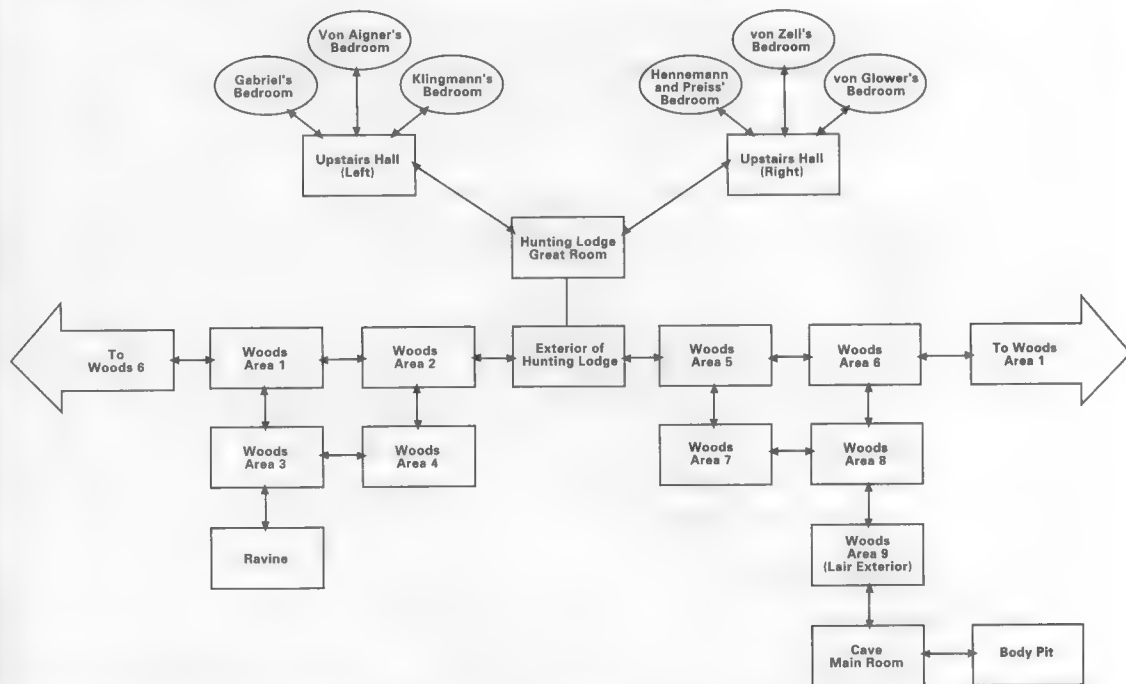 Von Aigner's
Bedroom
von Zell's
Bedroom
Gabriel's
Bedroom
Klingmann's
Bedroom
Hennemann
and Preiss'
Bedroom
von Glower's
Bedroom
Upstairs Hall
(Left)
Upstairs Hall
(Right)
Hunting Lodge
Great Room
To
Woods 6
Woods
Area 1
Woods
Area 2
Exterior of
Hunting Lodge
Woods
Area 5
Woods
Area 6
To Woods
Area 1
Woods
Area 3
Woods
Area 4
Woods
Area 7
Woods
Area 8
Ravine
Woods
Area 9
(Lair Exterior)
Cave
Main Room
Body Pit